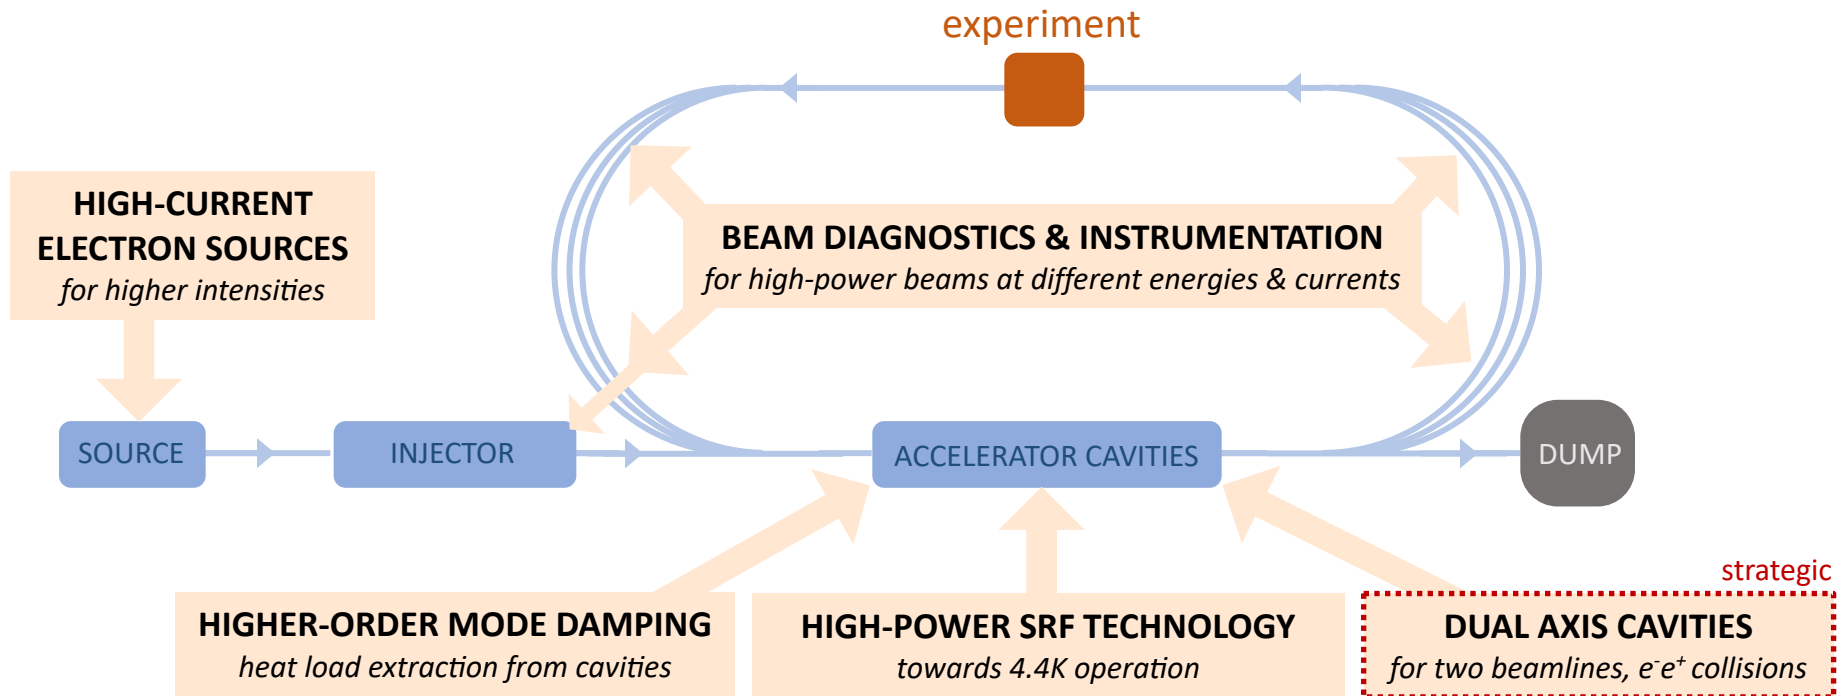 experiment
HIGH-CURRENT
ELECTRON SOURCES
for higher intensities
BEAM DIAGNOSTICS & INSTRUMENTATION
for high-power beams at different energies & currents
SOURCE
INJECTOR
ACCELERATOR CAVITIES
DUMP
strategic
HIGHER-ORDER MODE DAMPING
heat load extraction from cavities
HIGH-POWER SRF TECHNOLOGY
towards 4.4K operation
DUAL AXIS CAVITIES
for two beamlines, e⁻e⁺ collisions